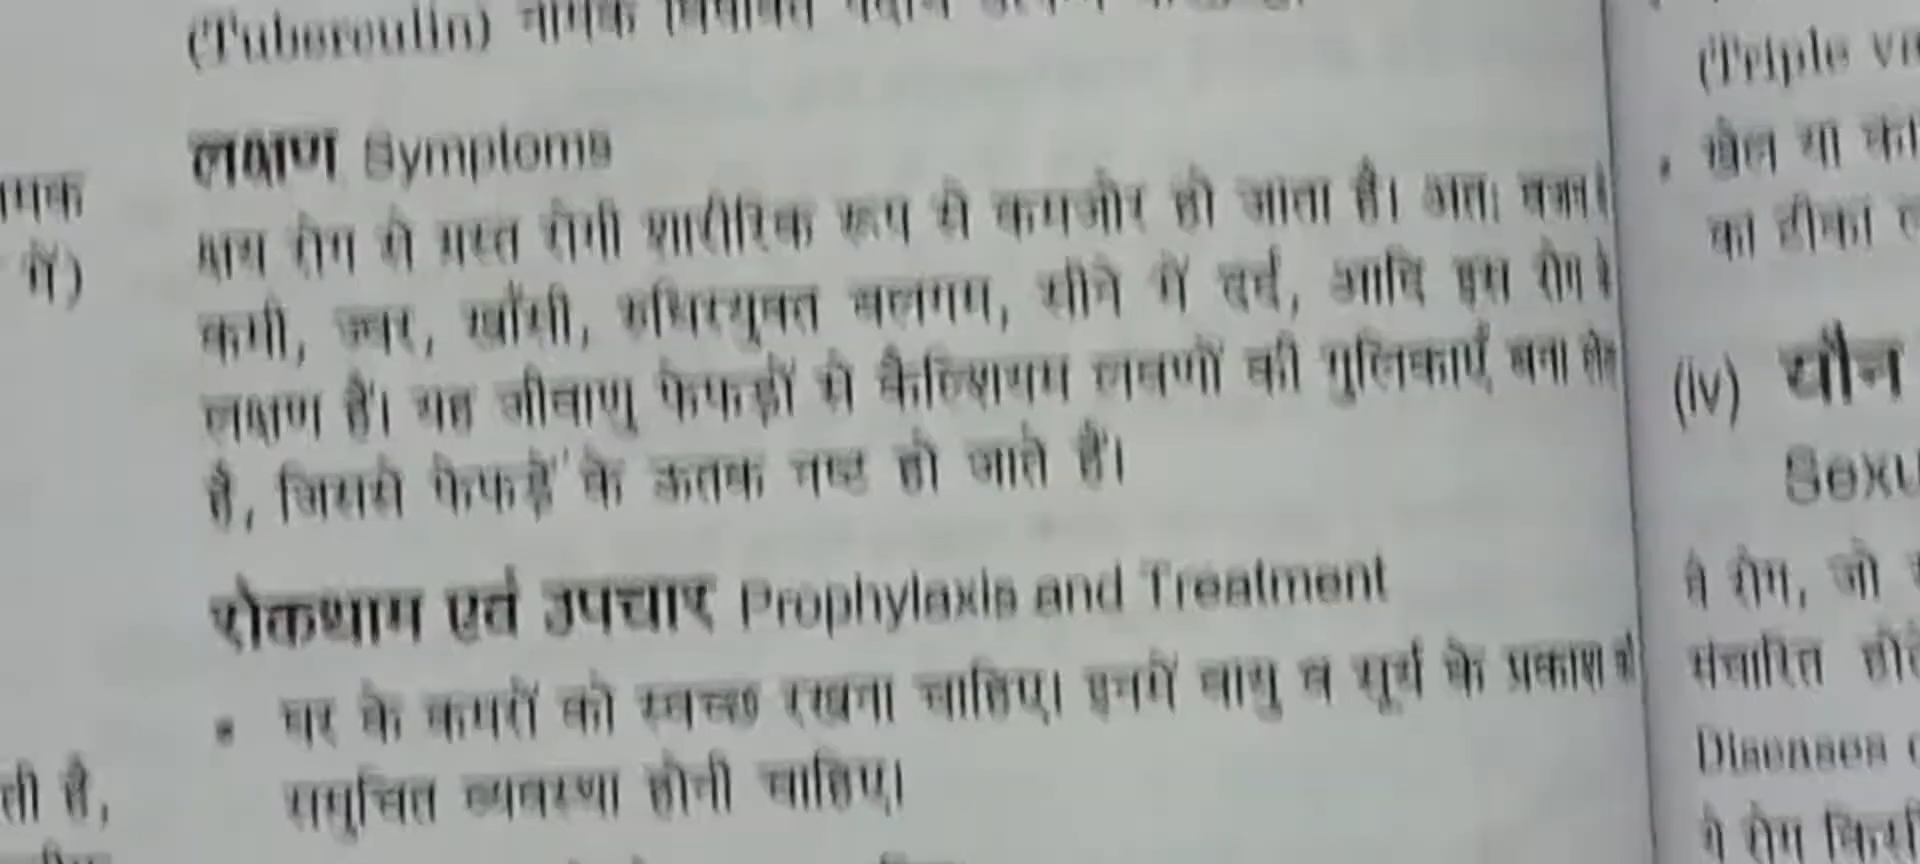 (Tuberculin) नामक
लक्षण Symptoms
क्षय रोग से ग्रस्त रोगी शारीरिक रूप से कमजोर हो जाता है। अतः
कमी, ज्वर, खाँसी, रुधिरयुक्त बलगम, सीने में दर्द, आदि इस रोग के
लक्षण हैं। यह जीवाणु फेफड़ों से कैल्शियम लवणों की गुलिकाएँ बना लेता
है, जिससे फेफड़े के ऊतक नष्ट हो जाते हैं।
रोकथाम एवं उपचार Prophylaxis and Treatment
• घर के कमरों को स्वच्छ रखना चाहिए। इनमें वायु व सूर्य के प्रकाश की
समुचित व्यवस्था होनी चाहिए।
में)
ती है,
(Triple
• खेल या
का टीका
(iv) यौन
वे रोग, जो
संचारित
Diseases
ये रोग